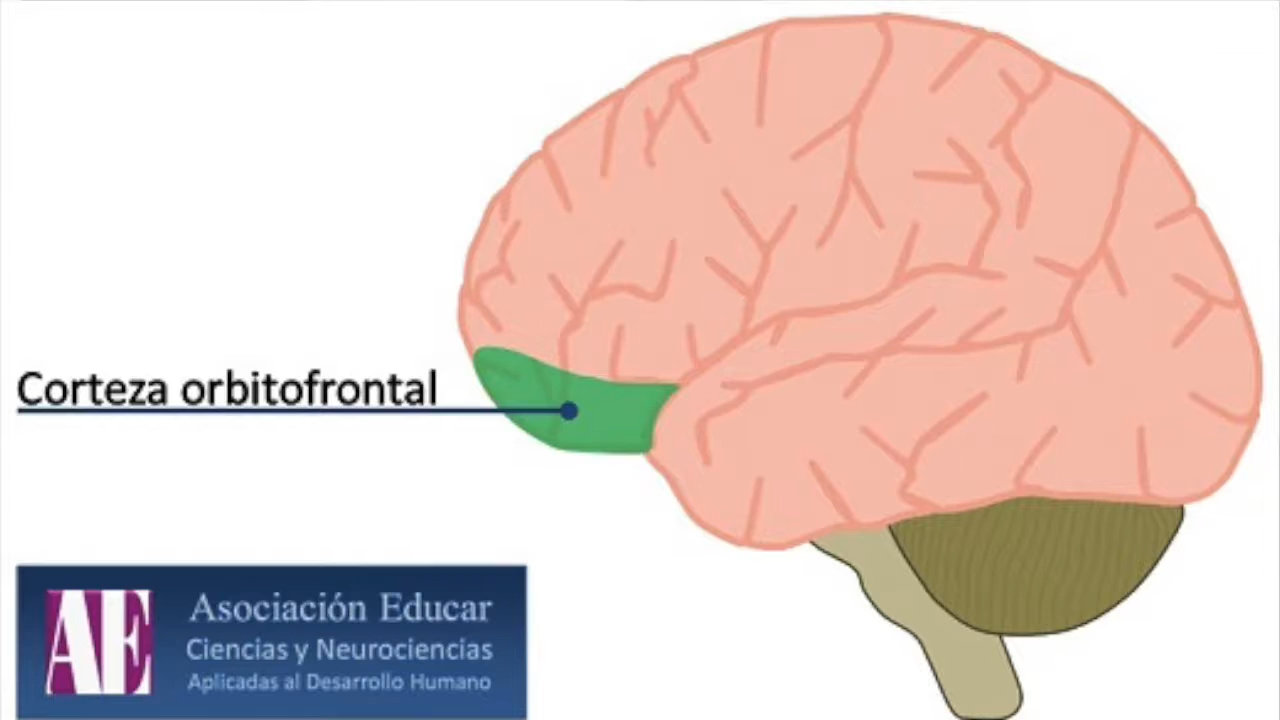 Corteza orbitofrontal
AE
Asociación Educar
Ciencias y Neurociencias
Aplicadas al Desarrollo Humano